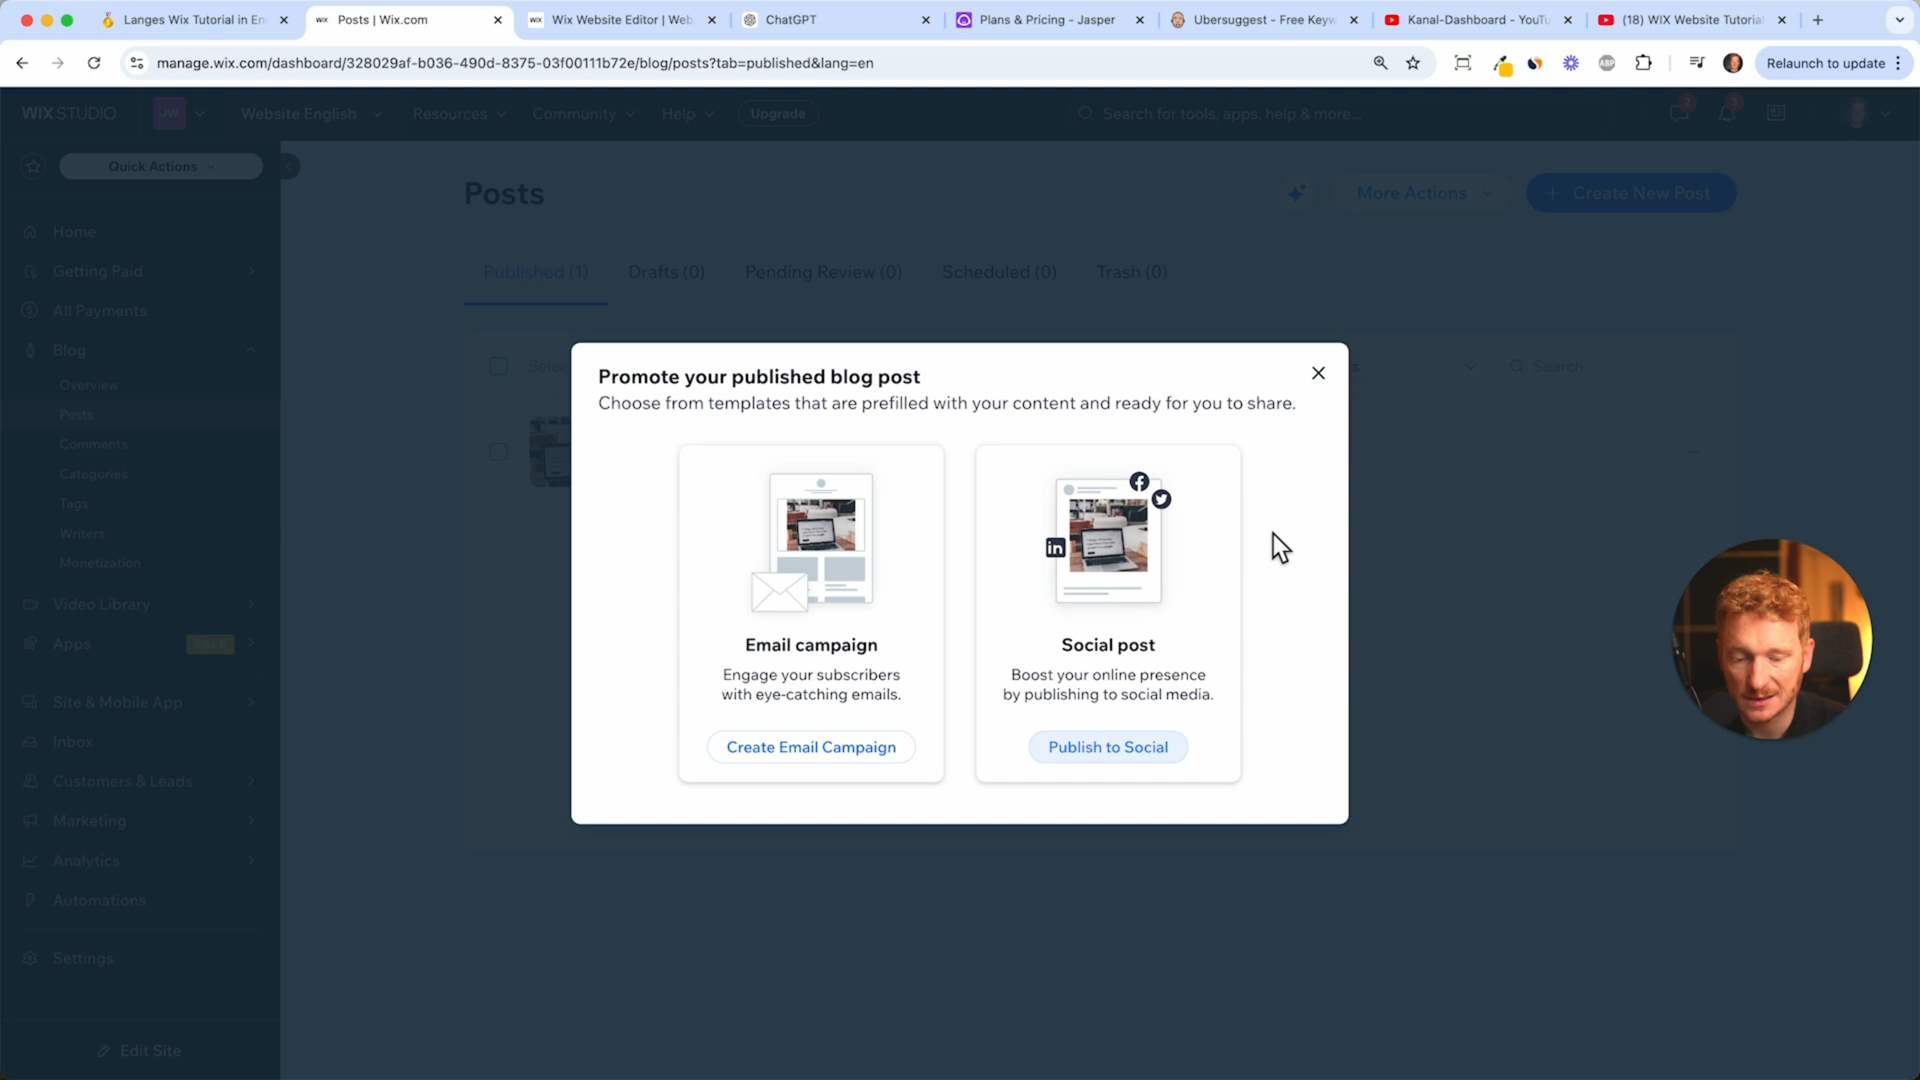 Langes Wix Tutorial in En
Posts | Wix.com
WIX Wix Website Editor | Web
ChatGPT
Plans & Pricing - Jasper
Ubersuggest - Free Keyw
Kanal-Dashboard - YouTu
(18) WIX Website Tutoria
manage.wix.com/dashboard/328029af-b036-490d-8375-03f00111b72e/blog/posts?tab=published&lang=en
ABP
Relaunch to update
WIX STUDIO
JW
Website English
Resources
Community
Help
Upgrade
Search for tools, apps, help & more...
2
3
Quick Actions
Home
Getting Paid
All Payments
Blog
Overview
Posts
Comments
Categories
Tags
Writers
Monetization
Video Library
Apps
Site & Mobile App
Inbox
Customers & Leads
Marketing
Analytics
Automations
Settings
Edit Site
Posts
More Actions
+ Create New Post
Published (1)
Drafts (0)
Pending Review (0)
Scheduled (0)
Trash (0)
Search
Promote your published blog post
Choose from templates that are prefilled with your content and ready for you to share.
Email campaign
Engage your subscribers
with eye-catching emails.
Create Email Campaign
in
Social post
Boost your online presence
by publishing to social media.
Publish to Social